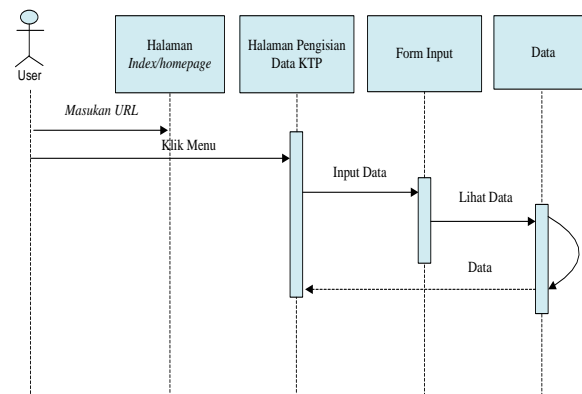 Halaman
Index/homepage
Halaman Pengisian
Data KTP
Form Input
Data
User
Masukan URL
Klik Menu
Input Data
Lihat Data
Data